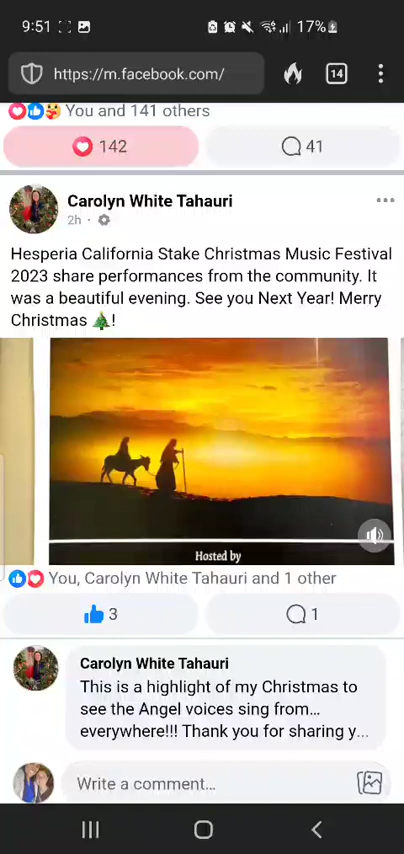 9:51
17%
https://m.facebook.com/
14
You and 141 others
142
41
Carolyn White Tahauri
2h ·
Hesperia California Stake Christmas Music Festival
2023 share performances from the community. It
was a beautiful evening. See you Next Year! Merry
Christmas 🎄!
Hosted by
You, Carolyn White Tahauri and 1 other
3
1
Carolyn White Tahauri
This is a highlight of my Christmas to
see the Angel voices sing from...
everywhere!!! Thank you for sharing y...
Write a comment...